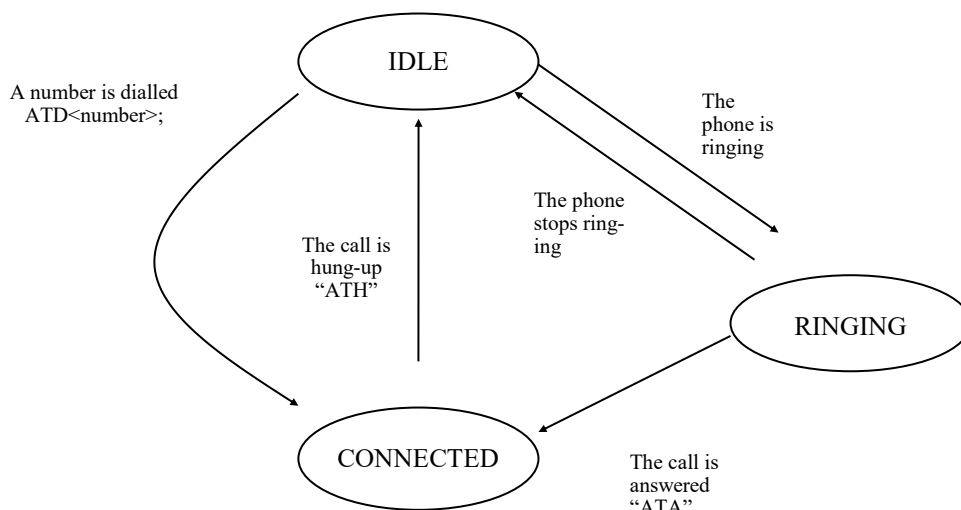 IDLE
A number is dialled
ATD<number>;
The
phone is
ringing
The phone
stops ring-
ing
The call is
hung-up
“ATH”
RINGING
CONNECTED
The call is
answered
“ATA”